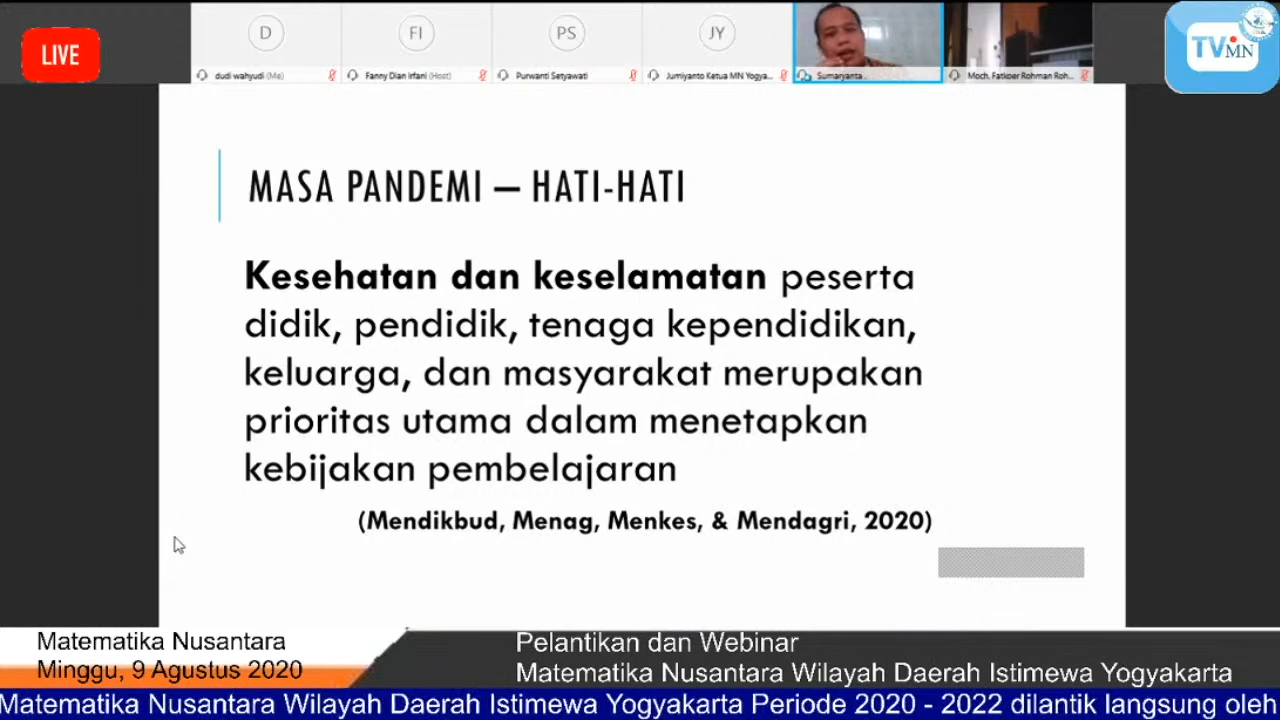 LIVE
D
FI
PS
JY
dudi wahyudi (Me)
Fanny Dian Irfani (Host)
Purwanti Setyawati
Jumiyanto Ketua MN Yogya...
Sumaryanta .
Moch. Fatkoer Rohman Roh...
TV MN
MASA PANDEMI – HATI-HATI
Kesehatan dan keselamatan peserta
didik, pendidik, tenaga kependidikan,
keluarga, dan masyarakat merupakan
prioritas utama dalam menetapkan
kebijakan pembelajaran
(Mendikbud, Menag, Menkes, & Mendagri, 2020)
Matematika Nusantara
Minggu, 9 Agustus 2020
Pelantikan dan Webinar
Matematika Nusantara Wilayah Daerah Istimewa Yogyakarta
Matematika Nusantara Wilayah Daerah Istimewa Yogyakarta Periode 2020 - 2022 dilantik langsung oleh